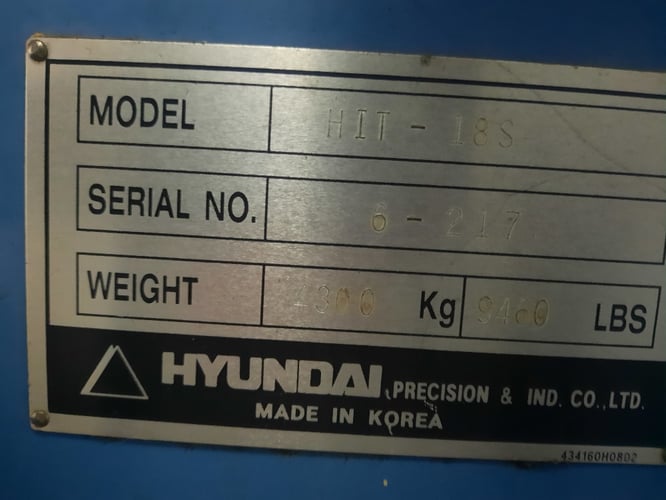 MODEL HIT - 18S
SERIAL NO. 6 - 217
WEIGHT 4300 Kg 9460 LBS
HYUNDAI PRECISION & IND. CO., LTD.
MADE IN KOREA
434160H08D2